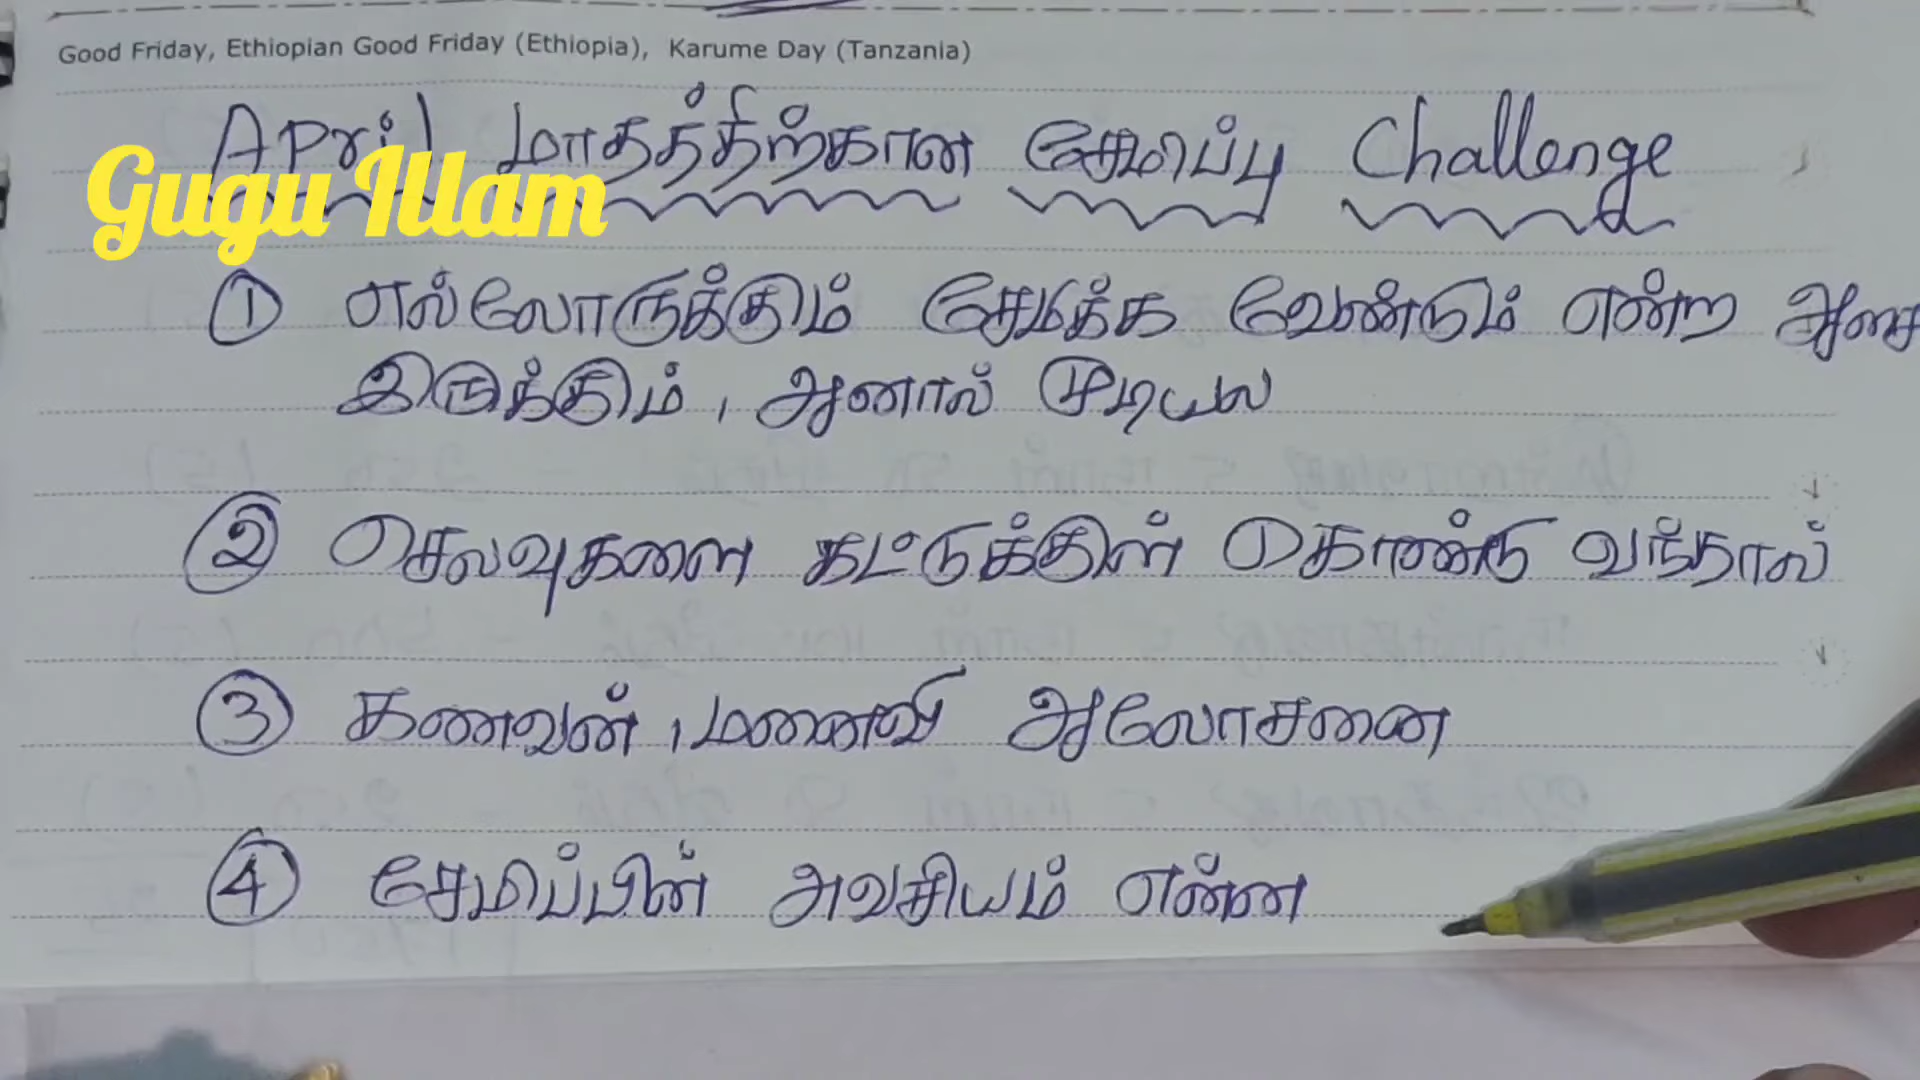 Good Friday, Ethiopian Good Friday (Ethiopia), Karume Day (Tanzania)
April மாதத்திற்கான சேமிப்பு Challenge
Gugu Illam
① எல்லோருக்கும் சேமிக்க வேண்டும் என்ற ஆசை
இருக்கும், ஆனால் முடியல
② செலவுகளை கட்டுக்குள் கொண்டு வந்தால்
③ கணவன், மனைவி ஆலோசனை
④ சேமிப்பின் அவசியம் என்ன